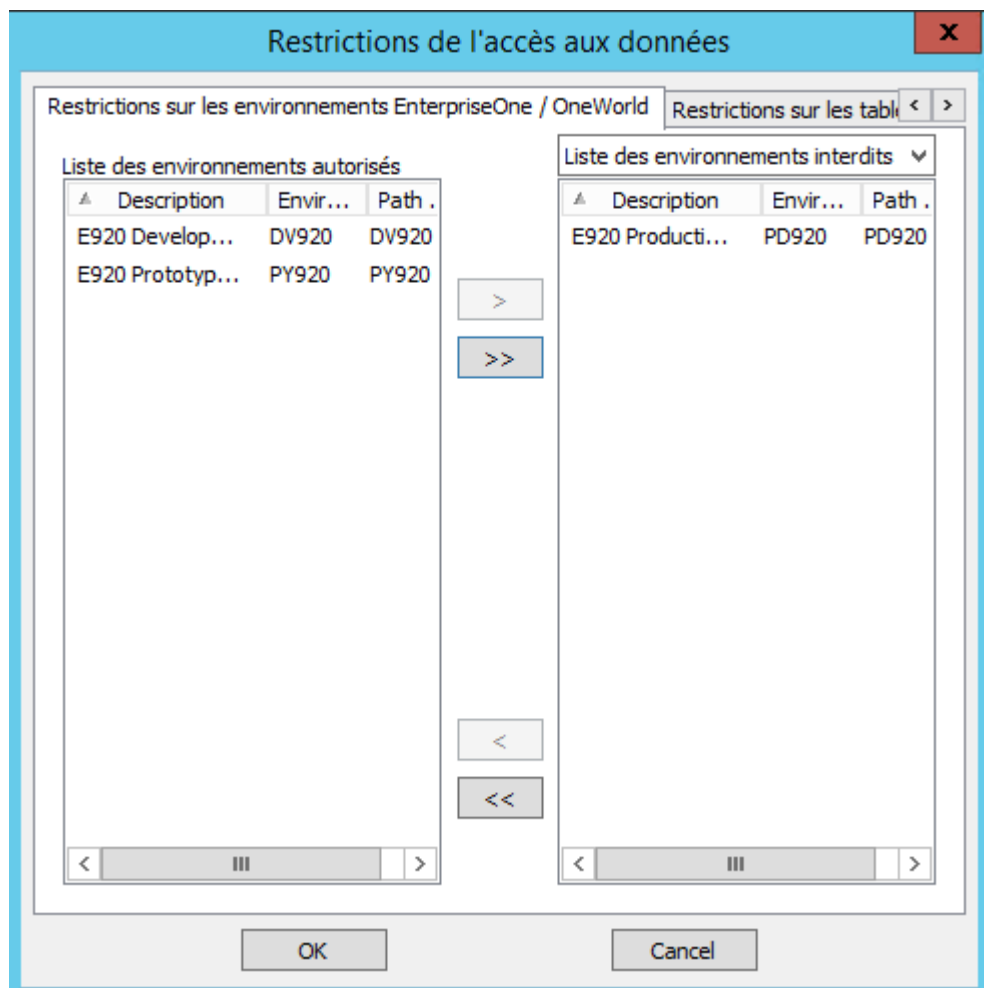 Restrictions de l'accès aux données
x
Restrictions sur les environnements EnterpriseOne / OneWorld
Restrictions sur les tabl
< >
Liste des environnements autorisés
Description Envir... Path .
E920 Develop... DV920 DV920
E920 Prototyp... PY920 PY920
>
>>
<
<<
Liste des environnements interdits
Description Envir... Path .
E920 Producti... PD920 PD920
OK
Cancel